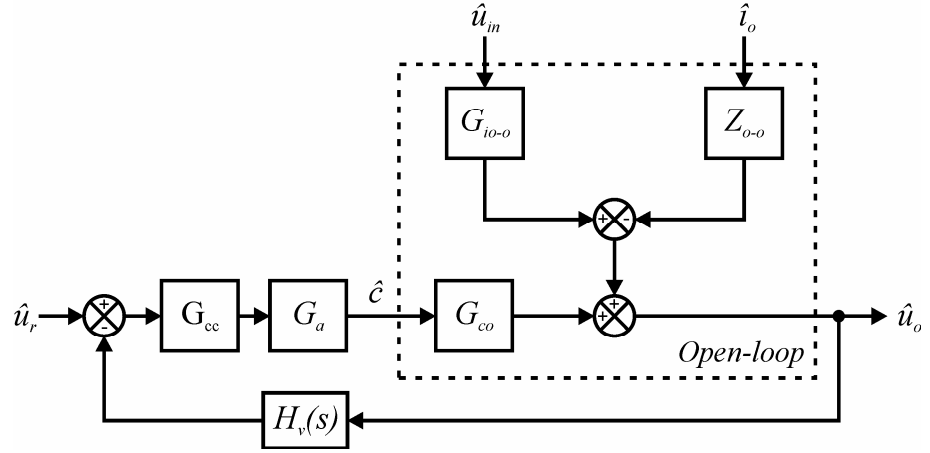 û_in
î_o
G_io-o
Z_o-o
+ -
û_r
+
-
G_cc
G_a
ĉ
G_co
+
+
û_o
Open-loop
H_v(s)